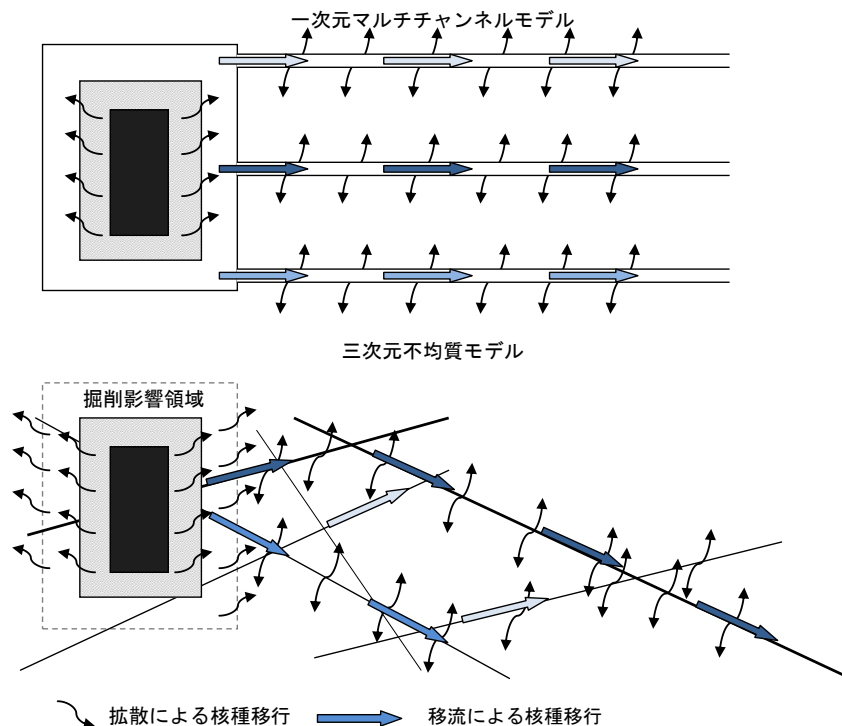 一次元マルチチャンネルモデル
三次元不均質モデル
掘削影響領域
拡散による核種移行
移流による核種移行